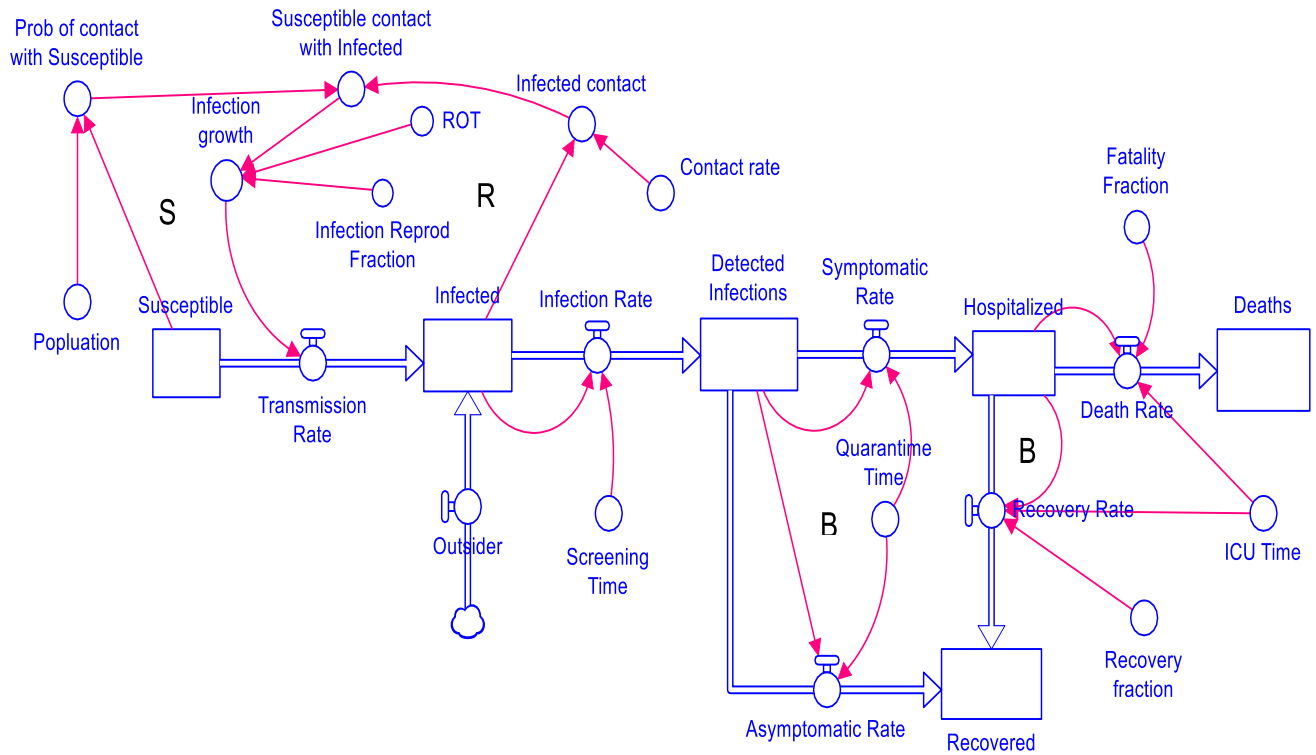 Prob of contact
with Susceptible
Susceptible contact
with Infected
Infected contact
Infection
growth
ROT
Contact rate
Fatality
Fraction
S
R
Infection Reprod
Fraction
Popluation
Susceptible
Infected
Infection Rate
Detected
Infections
Symptomatic
Rate
Hospitalized
Deaths
Transmission
Rate
Death Rate
Quarantime
Time
B
B
Recovery Rate
Outsider
Screening
Time
ICU Time
Recovery
fraction
Asymptomatic Rate
Recovered